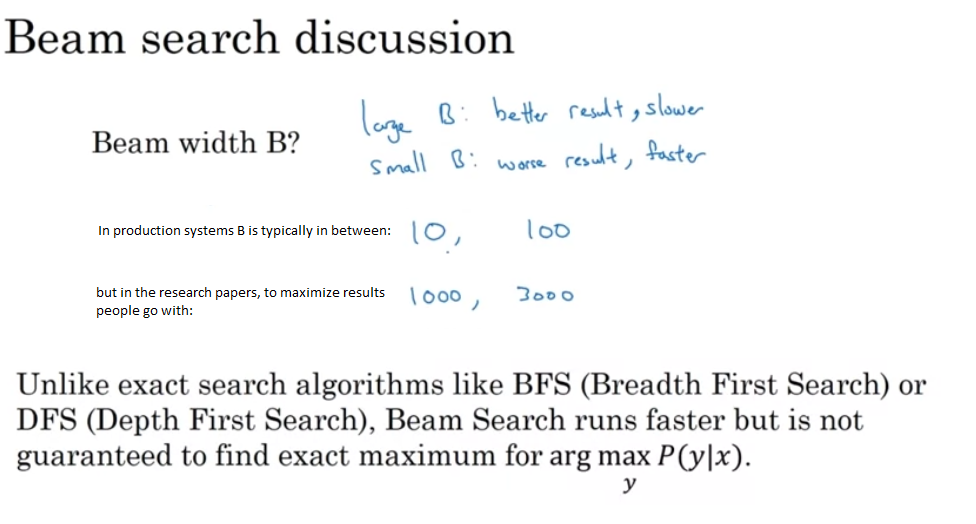 Beam search discussion
large B: better result, slower
Beam width B?
small B: worse result, faster
In production systems B is typically in between: 10, 100
but in the research papers, to maximize results 1000, 3000
people go with:
Unlike exact search algorithms like BFS (Breadth First Search) or
DFS (Depth First Search), Beam Search runs faster but is not
guaranteed to find exact maximum for arg max P(y|x).
y